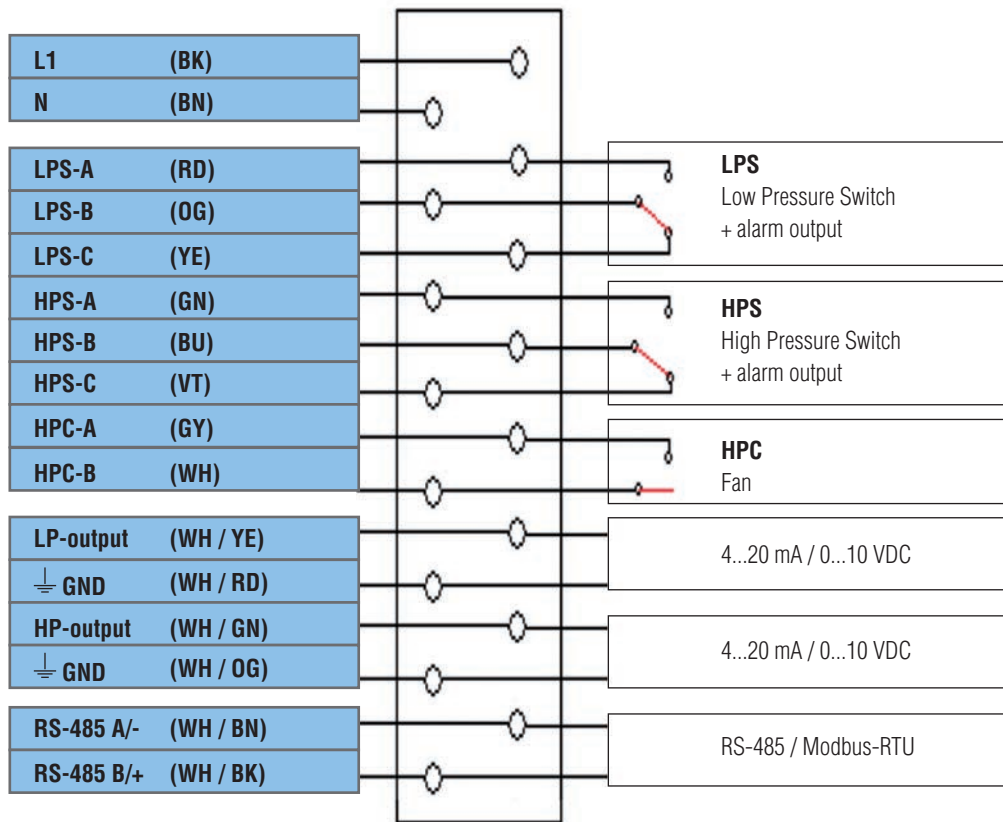 L1 (BK)
N (BN)
LPS-A (RD)
LPS-B (OG)
LPS-C (YE)
HPS-A (GN)
HPS-B (BU)
HPS-C (VT)
HPC-A (GY)
HPC-B (WH)
LP-output (WH / YE)
GND (WH / RD)
HP-output (WH / GN)
GND (WH / OG)
RS-485 A/- (WH / BN)
RS-485 B/+ (WH / BK)
LPS
Low Pressure Switch
+ alarm output
HPS
High Pressure Switch
+ alarm output
HPC
Fan
4...20 mA / 0...10 VDC
4...20 mA / 0...10 VDC
RS-485 / Modbus-RTU